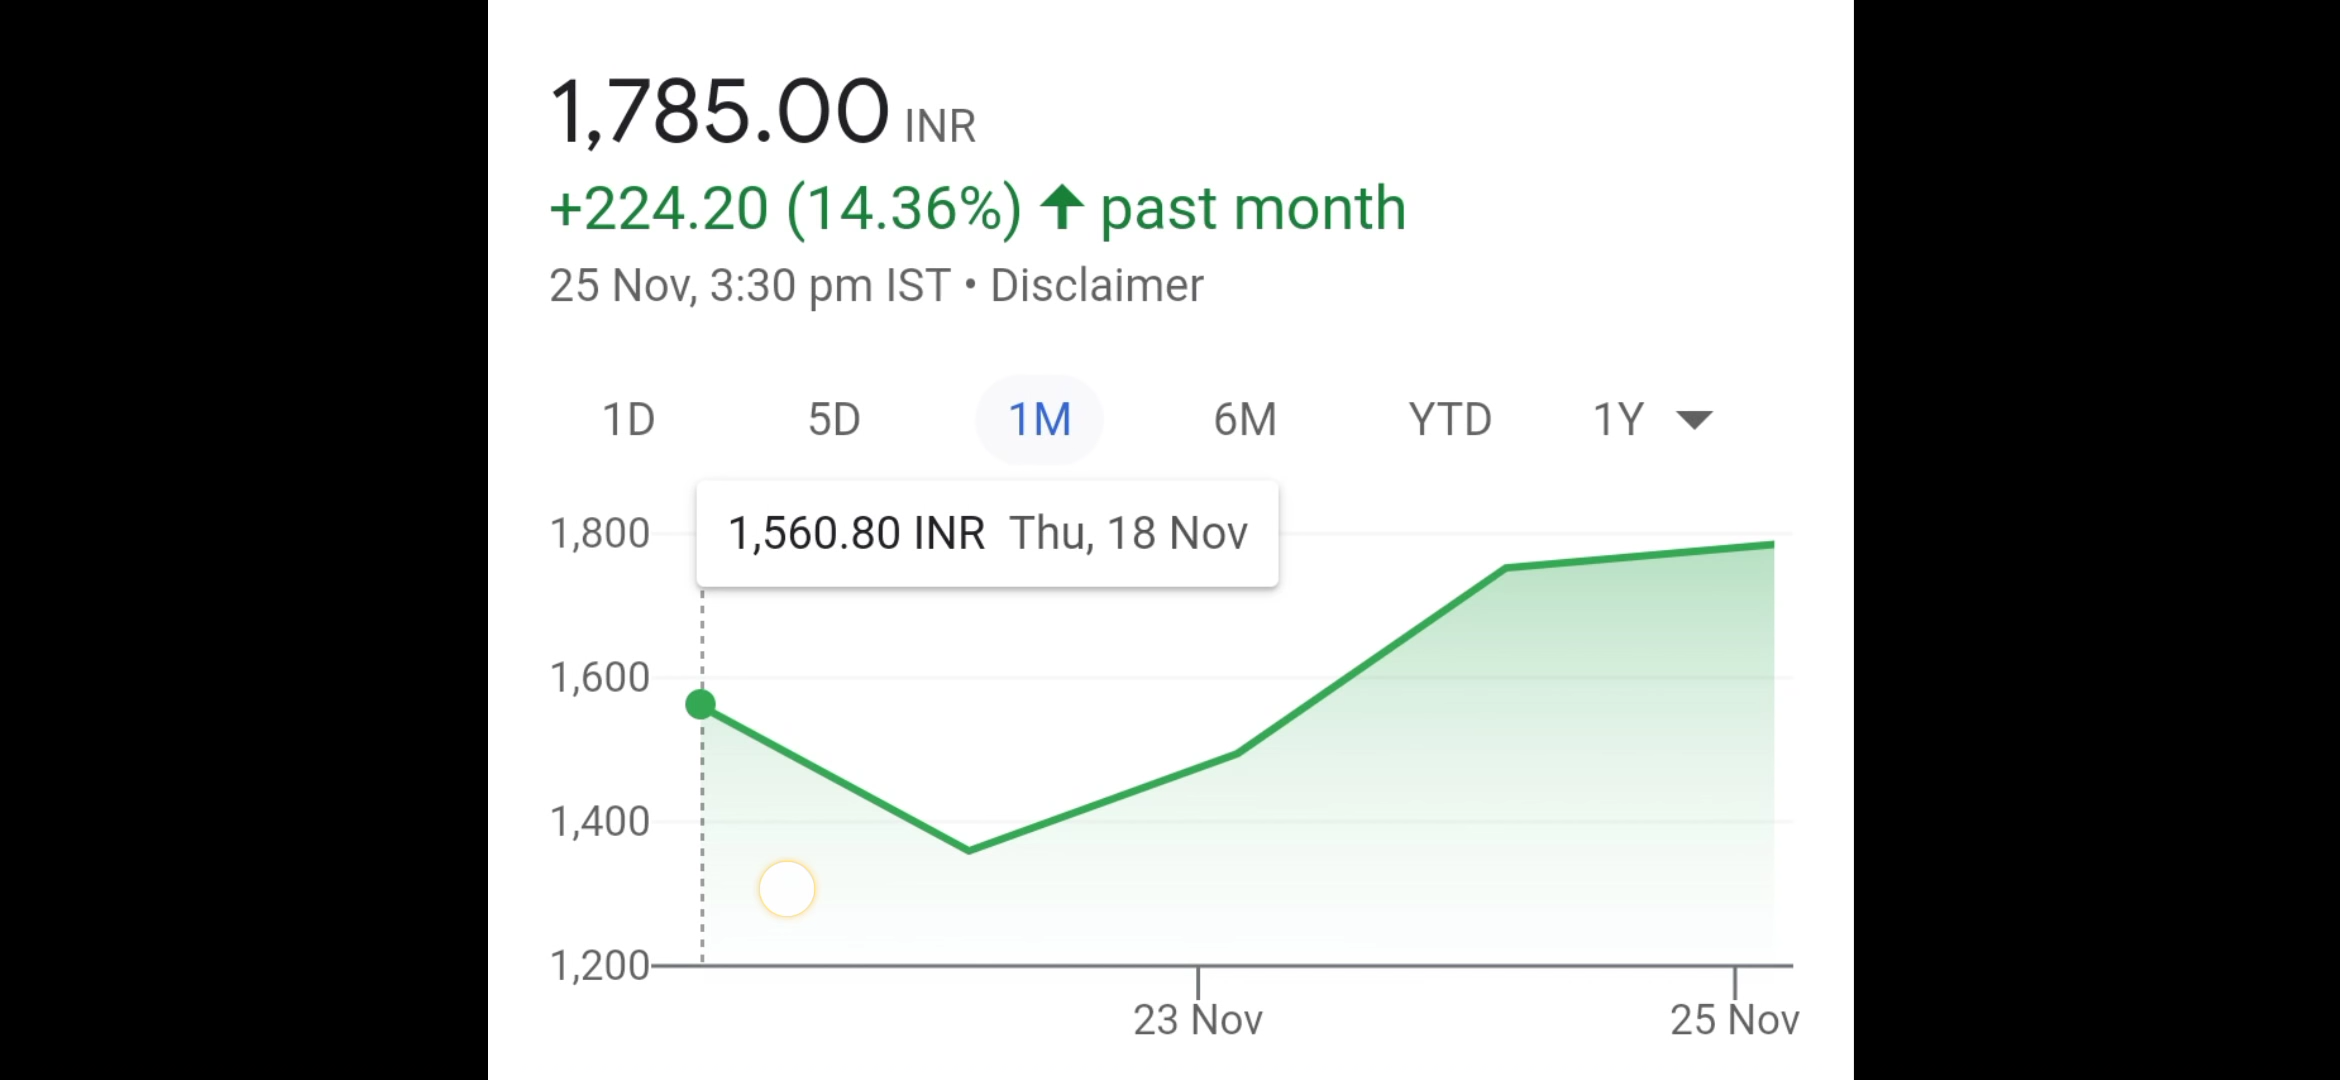 1,785.00 INR
+224.20 (14.36%) ↑ past month
25 Nov, 3:30 pm IST • Disclaimer
1D 5D 1M 6M YTD 1Y
1,560.80 INR Thu, 18 Nov
1,800
1,600
1,400
1,200
23 Nov 25 Nov